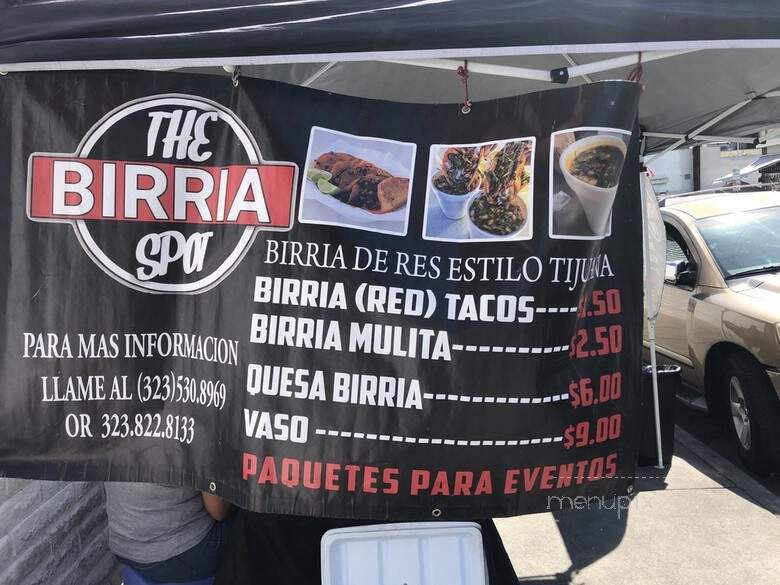 THE
BIRRIA
SPOT
BIRRIA DE RES ESTILO TIJUANA
BIRRIA (RED) TACOS----$1.50
BIRRIA MULITA-----------$2.50
QUESA BIRRIA-------------$6.00
VASO ----------------------$9.00
PAQUETES PARA EVENTOS
PARA MAS INFORMACION
LLAME AL (323)530.8969
OR 323.822.8133